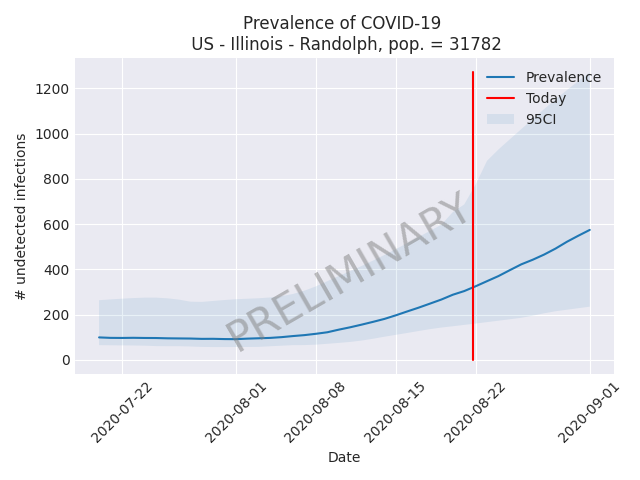 Prevalence of COVID-19
US - Illinois - Randolph, pop. = 31782
Prevalence
Today
95CI
1200
1000
800
600
400
200
0
# undetected infections
PRELIMINARY
2020-07-22
2020-08-01
2020-08-08
2020-08-15
2020-08-22
2020-09-01
Date